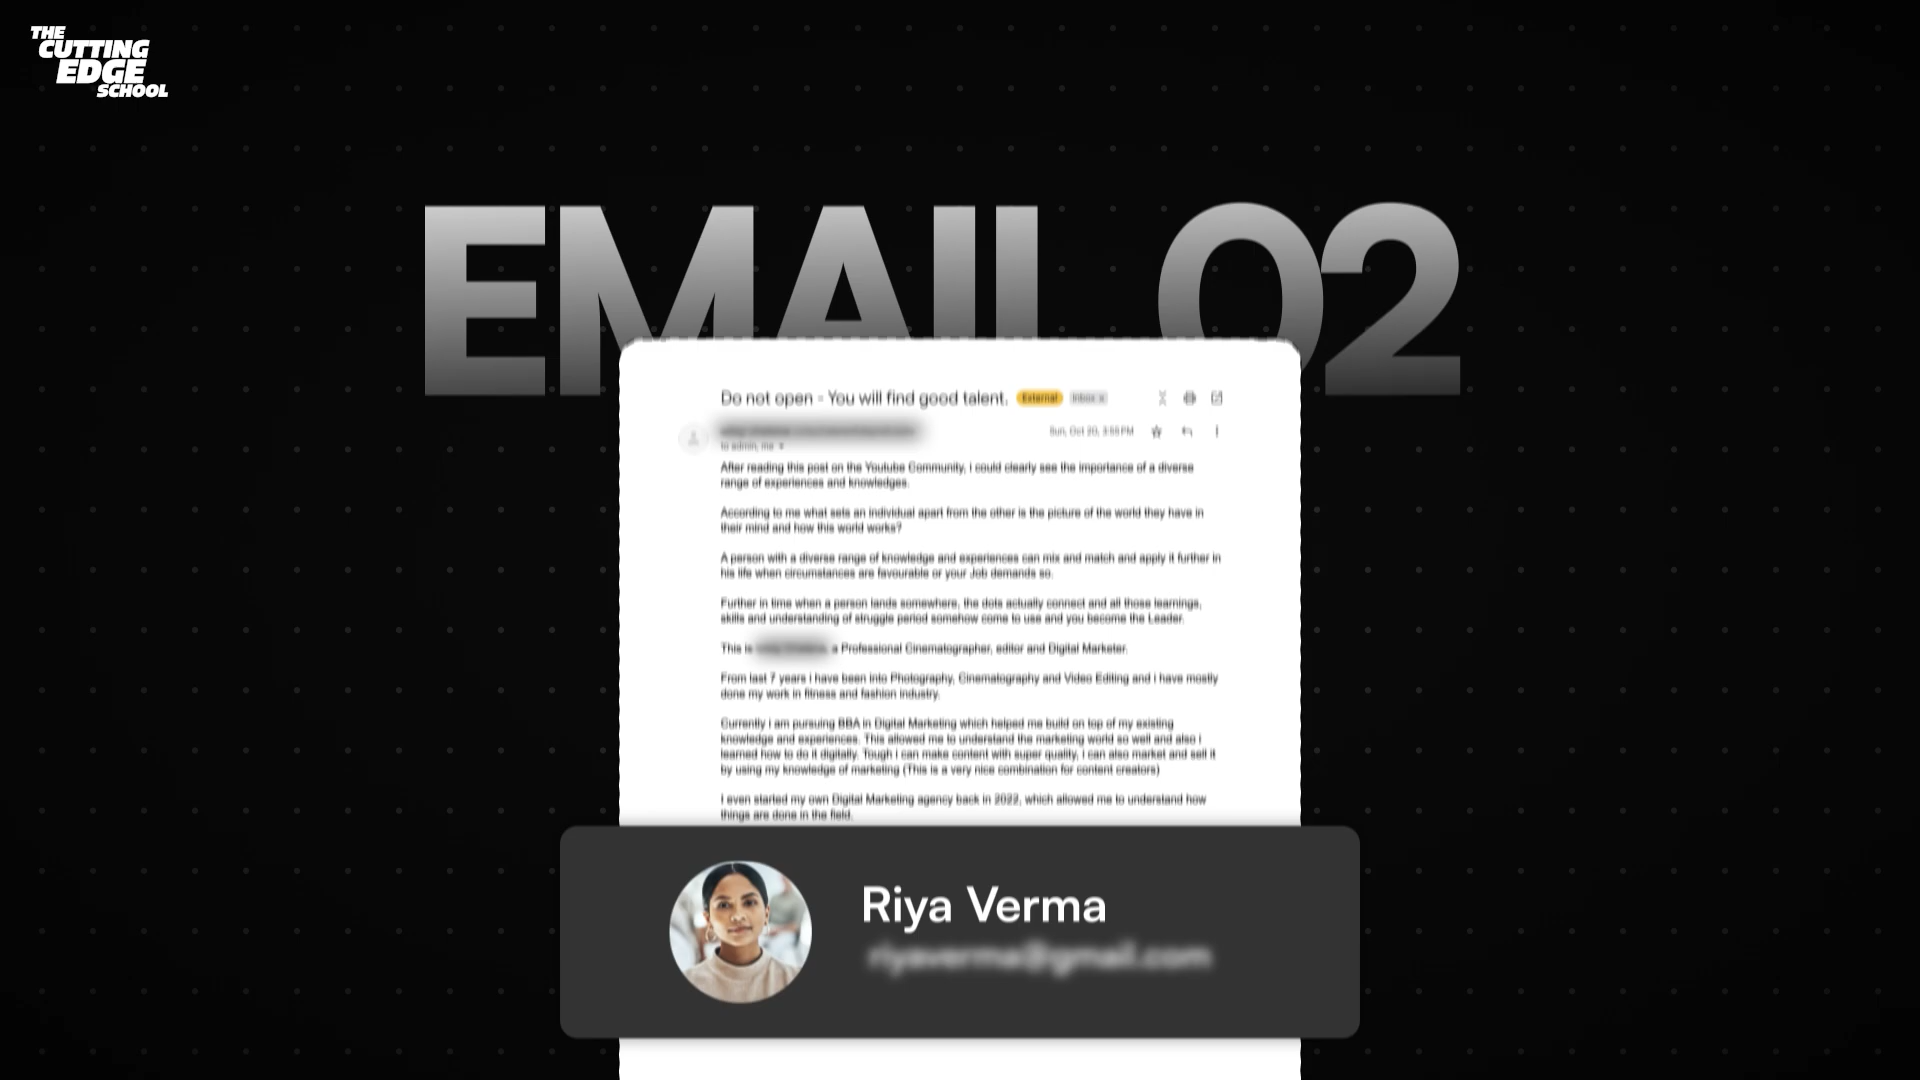 THE
CUTTING
EDGE
SCHOOL
EMAIL 02
Do not open - You will find good talent. External Inbox x
Sun, Oct 20, 3:55 PM
to admin, me
After reading this post on the Youtube Community, i could clearly see the importance of a diverse
range of experiences and knowledges.
According to me what sets an individual apart from the other is the picture of the world they have in
their mind and how this world works?
A person with a diverse range of knowledge and experiences can mix and match and apply it further in
his life when circumstances are favourable or your Job demands so.
Further in time when a person lands somewhere, the dots actually connect and all those learnings,
skills and understanding of struggle period somehow come to use and you become the Leader.
This is a Professional Cinematographer, editor and Digital Marketer.
From last 7 years i have been into Photography, Cinematography and Video Editing and i have mostly
done my work in fitness and fashion industry.
Currently i am pursuing BBA in Digital Marketing which helped me build on top of my existing
knowledge and experiences. This allowed me to understand the marketing world so well and also i
learned how to do it digitally. Tough i can make content with super quality, i can also market and sell it
by using my knowledge of marketing (This is a very nice combination for content creators)
I even started my own Digital Marketing agency back in 2022, which allowed me to understand how
things are done in the field.
Riya Verma